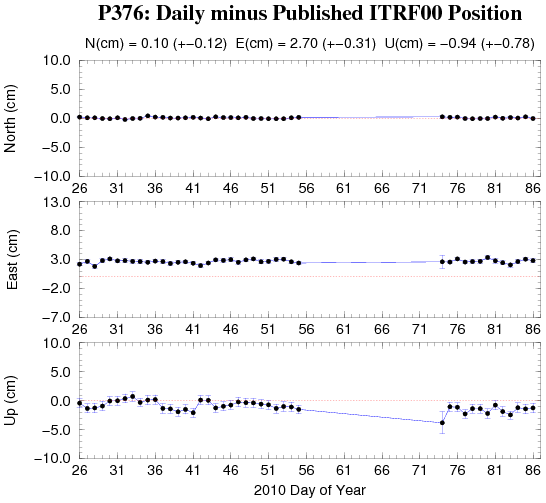 P376: Daily minus Published ITRF00 Position
N(cm) = 0.10 (+−0.12)  E(cm) = 2.70 (+−0.31)  U(cm) = −0.94 (+−0.78)
North (cm)
10.0
5.0
0.0
−5.0
−10.0
26 31 36 41 46 51 56 61 66 71 76 81 86
East (cm)
13.0
8.0
3.0
−2.0
−7.0
26 31 36 41 46 51 56 61 66 71 76 81 86
Up (cm)
10.0
5.0
0.0
−5.0
−10.0
26 31 36 41 46 51 56 61 66 71 76 81 86
2010 Day of Year